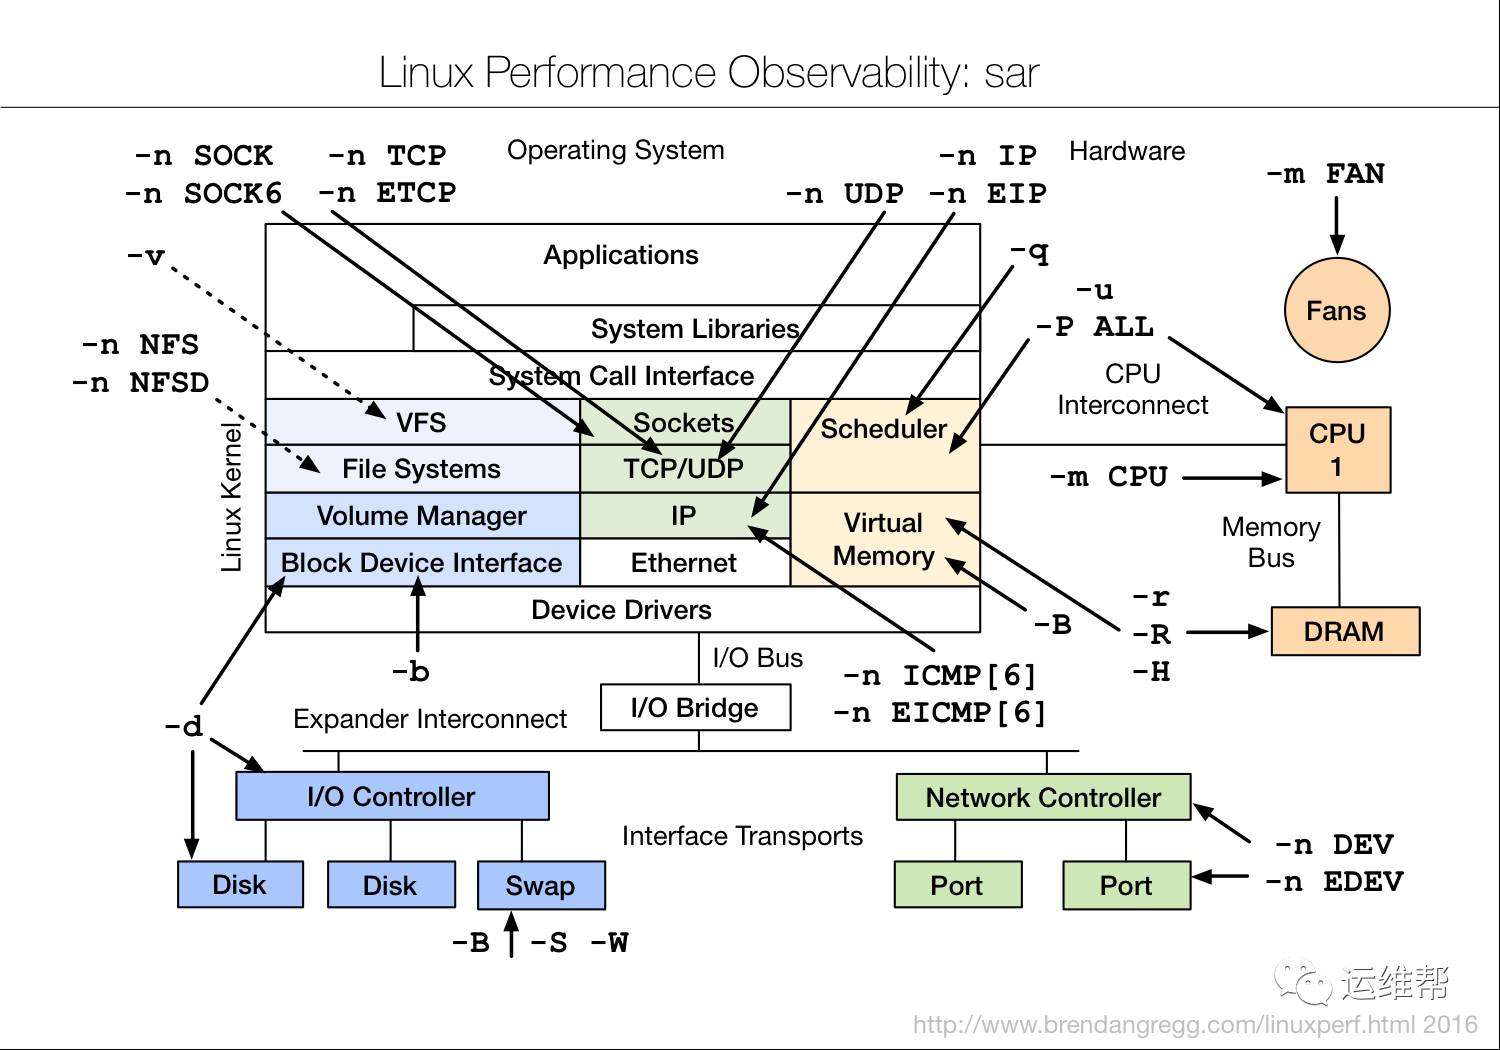 Linux Performance Observability: sar
-n SOCK
-n SOCK6
-n TCP
-n ETCP
Operating System
-n UDP
-n IP
-n EIP
Hardware
-m FAN
Fans
-v
-n NFS
-n NFSD
-q
-u
-P ALL
CPU
Interconnect
Applications
System Libraries
System Call Interface
VFS
Sockets
Scheduler
File Systems
TCP/UDP
Volume Manager
IP
Virtual
Memory
Block Device Interface
Ethernet
Device Drivers
Linux Kernel
CPU
1
-m CPU
Memory
Bus
-r
-R
-H
DRAM
-B
-b
I/O Bus
-n ICMP[6]
-n EICMP[6]
I/O Bridge
-d
Expander Interconnect
I/O Controller
Network Controller
Interface Transports
-n DEV
-n EDEV
Disk
Disk
Swap
Port
Port
-B
-S -W
运维帮
http://www.brendangregg.com/linuxperf.html 2016